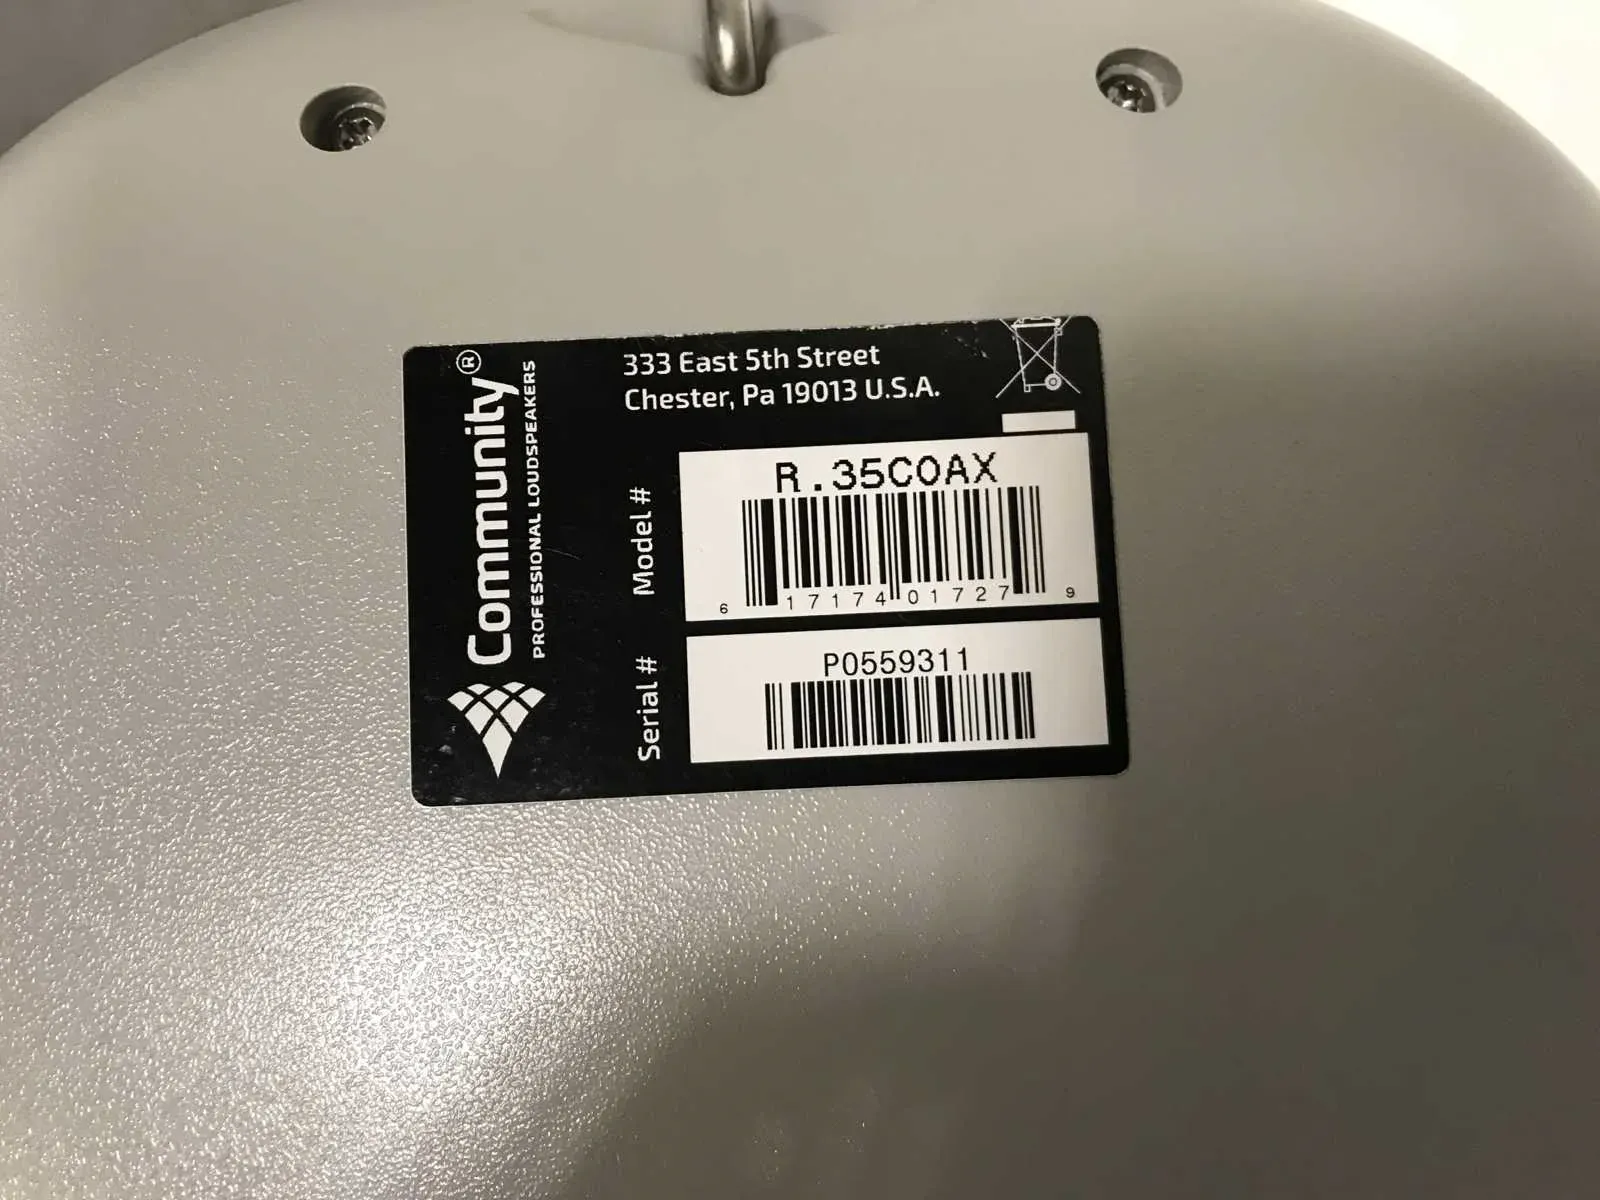 Community®
PROFESSIONAL LOUDSPEAKERS
333 East 5th Street
Chester, Pa 19013 U.S.A.
Model #
R.35COAX
6 17174 01727 9
Serial #
P0559311